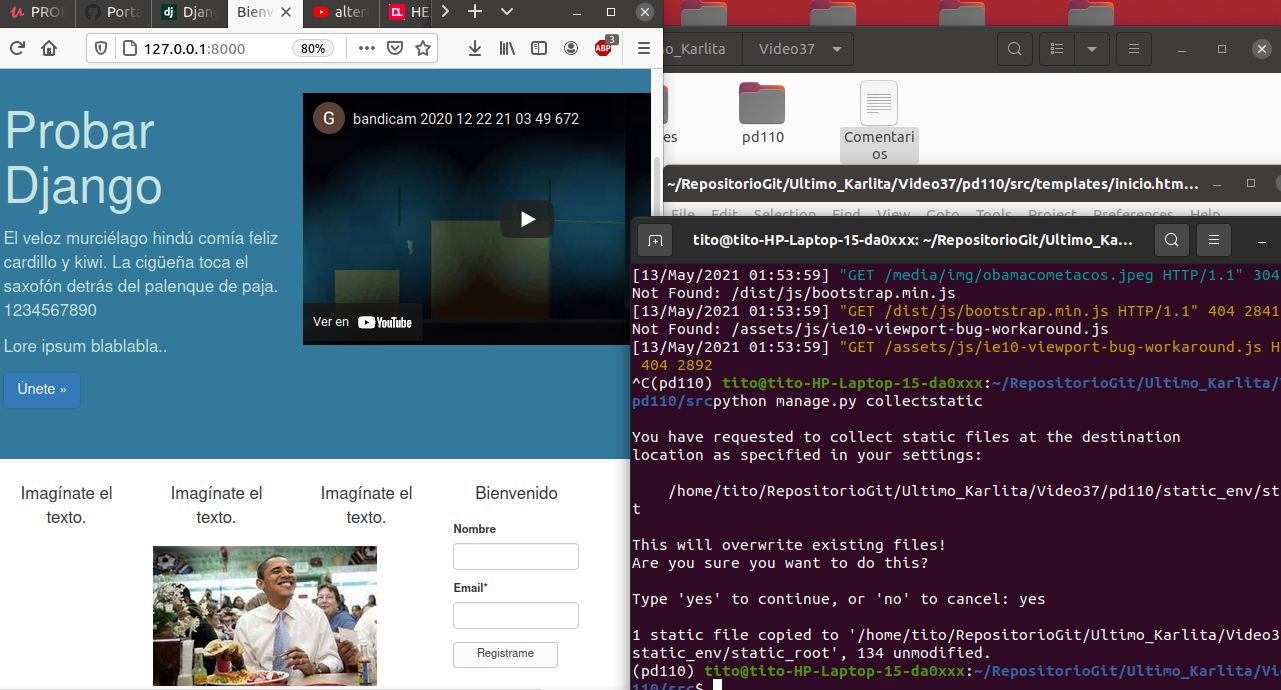 PRO
Porta
dj Djan
Bienv
alter
CL HE
127.0.0.1:8000
80%
ABP 3
Probar
Django
El veloz murciélago hindú comía feliz
cardillo y kiwi. La cigüeña toca el
saxofón detrás del palenque de paja.
1234567890
Lore ipsum blablabla..
Únete »
G bandicam 2020 12 22 21 03 49 672
Ver en YouTube
Imagínate el
texto.
Imagínate el
texto.
Imagínate el
texto.
Bienvenido
Nombre
Email*
Registrame
o_Karlita
Video37
es
pd110
Comentari
os
~/RepositorioGit/Ultimo_Karlita/Video37/pd110/src/templates/inicio.htm...
File Edit Selection Find View Goto Tools Project Preferences Help
tito@tito-HP-Laptop-15-da0xxx: ~/RepositorioGit/Ultimo_Ka...
[13/May/2021 01:53:59] "GET /media/img/obamacometacos.jpeg HTTP/1.1" 304
Not Found: /dist/js/bootstrap.min.js
[13/May/2021 01:53:59] "GET /dist/js/bootstrap.min.js HTTP/1.1" 404 2841
Not Found: /assets/js/ie10-viewport-bug-workaround.js
[13/May/2021 01:53:59] "GET /assets/js/ie10-viewport-bug-workaround.js H
404 2892
^C(pd110) tito@tito-HP-Laptop-15-da0xxx:~/RepositorioGit/Ultimo_Karlita/
pd110/srcpython manage.py collectstatic
You have requested to collect static files at the destination
location as specified in your settings:
/home/tito/RepositorioGit/Ultimo_Karlita/Video37/pd110/static_env/st
t
This will overwrite existing files!
Are you sure you want to do this?
Type 'yes' to continue, or 'no' to cancel: yes
1 static file copied to '/home/tito/RepositorioGit/Ultimo_Karlita/Video3
static_env/static_root', 134 unmodified.
(pd110) tito@tito-HP-Laptop-15-da0xxx:~/RepositorioGit/Ultimo_Karlita/Vi
110/src$